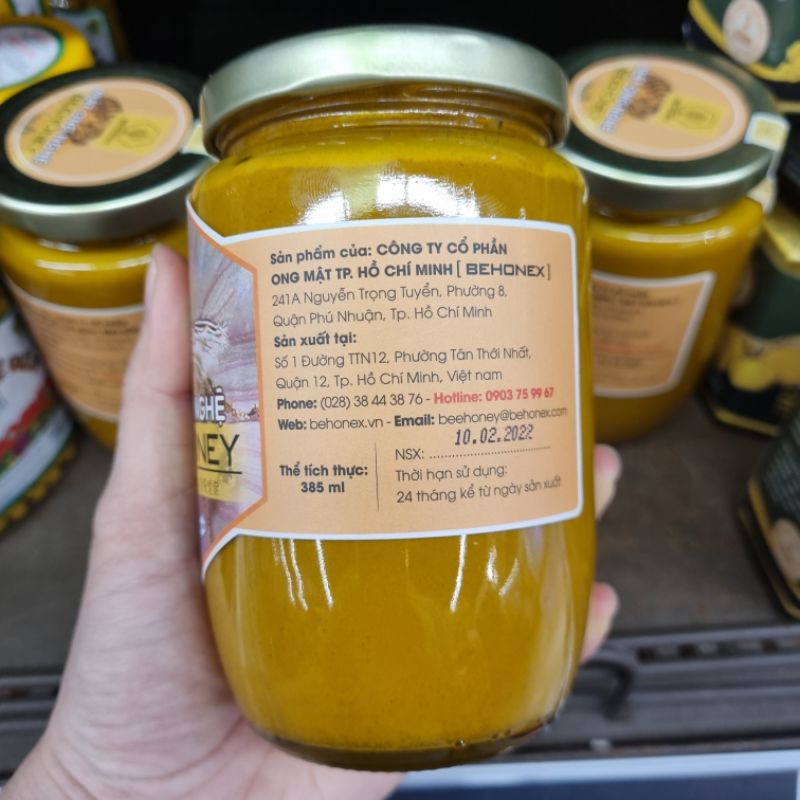 Sản phẩm của: CÔNG TY CỔ PHẦN
ONG MẬT TP. HỒ CHÍ MINH [ BEHONEX ]
241A Nguyễn Trọng Tuyển, Phường 8,
Quận Phú Nhuận, Tp. Hồ Chí Minh
Sản xuất tại:
Số 1 Đường TTN12, Phường Tân Thới Nhất,
Quận 12, Tp. Hồ Chí Minh, Việt nam
Phone: (028) 38 44 38 76 - Hotline: 0903 75 99 67
Web: behonex.vn - Email: beehoney@behonex.com
10.02.2022
NSX: ........................
Thể tích thực:
385 ml
Thời hạn sử dụng:
24 tháng kể từ ngày sản xuất
NGHỆ
NEY